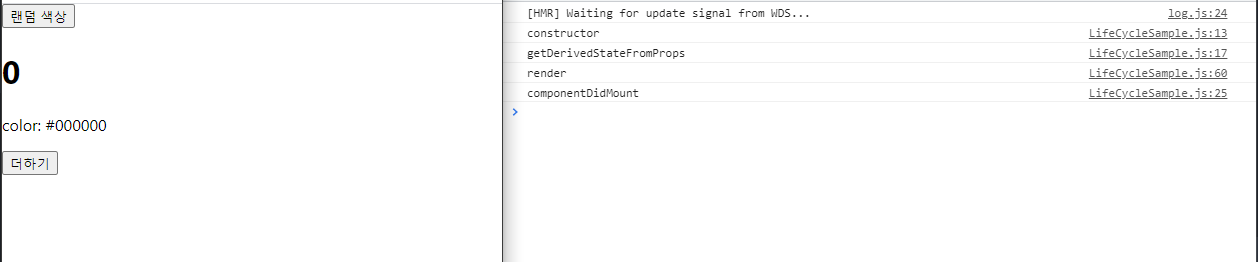 랜덤 색상
0
color: #000000
더하기
[HMR] Waiting for update signal from WDS... log.js:24
constructor LifeCycleSample.js:13
getDerivedStateFromProps LifeCycleSample.js:17
render LifeCycleSample.js:60
componentDidMount LifeCycleSample.js:25
>